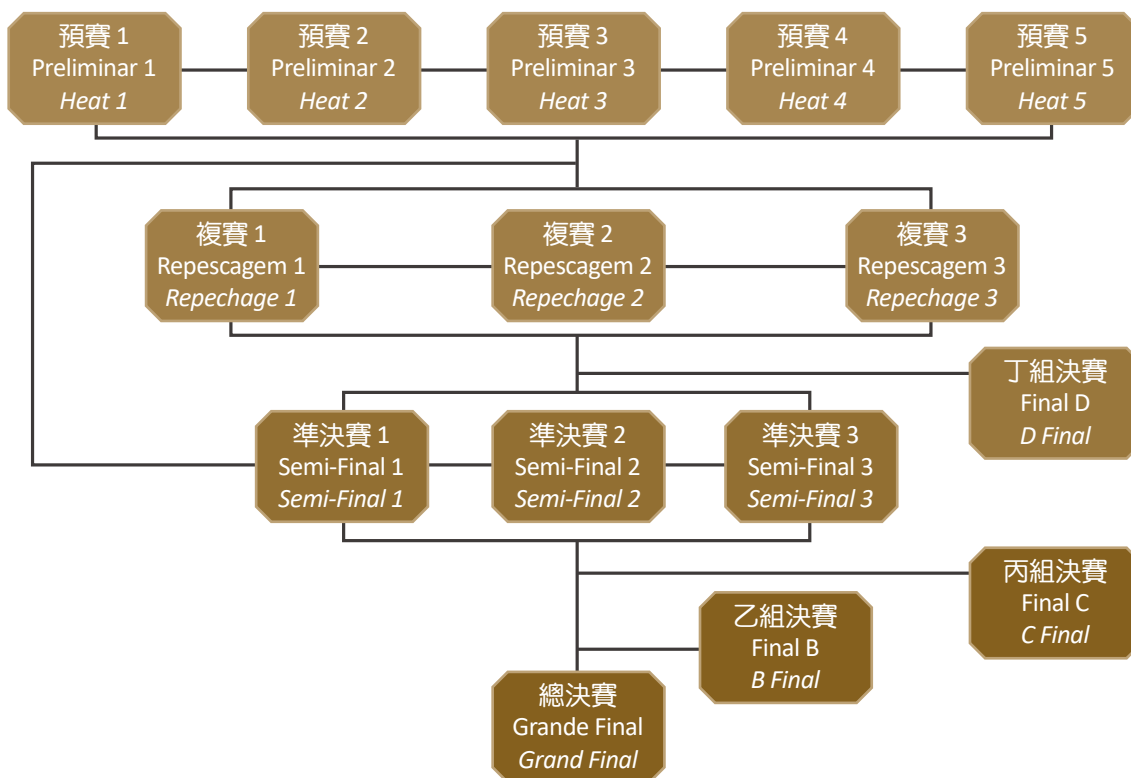 預賽 1
Preliminar 1
Heat 1
預賽 2
Preliminar 2
Heat 2
預賽 3
Preliminar 3
Heat 3
預賽 4
Preliminar 4
Heat 4
預賽 5
Preliminar 5
Heat 5
複賽 1
Repescagem 1
Repechage 1
複賽 2
Repescagem 2
Repechage 2
複賽 3
Repescagem 3
Repechage 3
丁組決賽
Final D
D Final
準決賽 1
Semi-Final 1
Semi-Final 1
準決賽 2
Semi-Final 2
Semi-Final 2
準決賽 3
Semi-Final 3
Semi-Final 3
丙組決賽
Final C
C Final
乙組決賽
Final B
B Final
總決賽
Grande Final
Grand Final